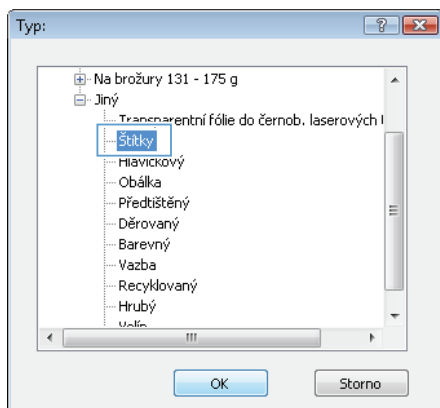 Typ:
Na brožury 131 - 175 g
Jiný
Transparentní fólie do černob. laserových
Štítky
Hlavičkový
Obálka
Předtištěný
Děrovaný
Barevný
Vazba
Recyklovaný
Hrubý
Velín
OK
Storno